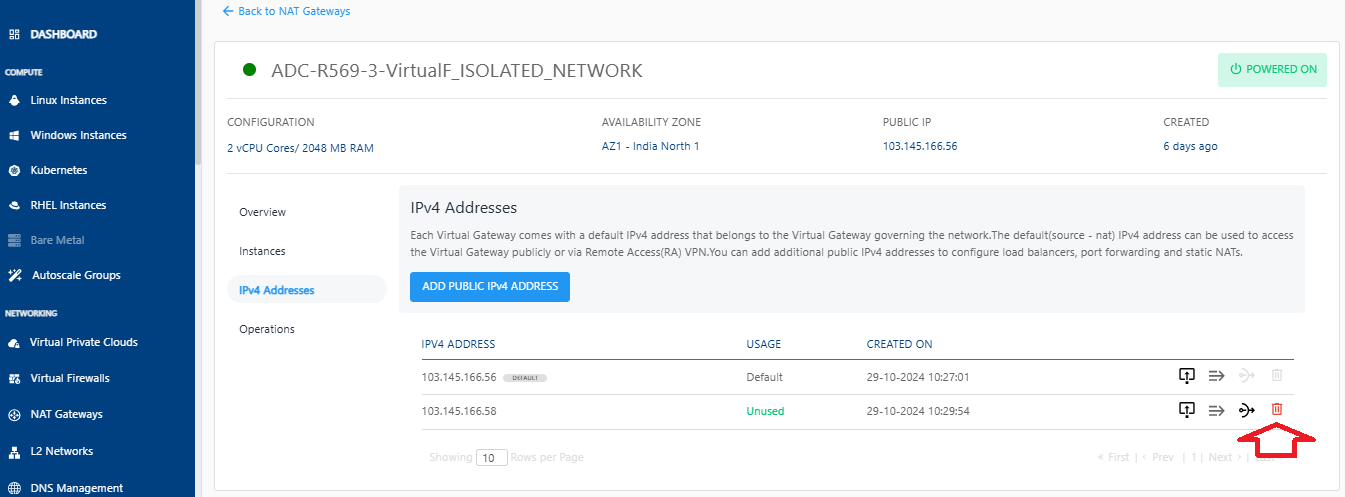 Back to NAT Gateways
DASHBOARD
COMPUTE
Linux Instances
Windows Instances
Kubernetes
RHEL Instances
Bare Metal
Autoscale Groups
NETWORKING
Virtual Private Clouds
Virtual Firewalls
NAT Gateways
L2 Networks
DNS Management
ADC-R569-3-VirtualF_ISOLATED_NETWORK
POWERED ON
CONFIGURATION
2 vCPU Cores/ 2048 MB RAM
AVAILABILITY ZONE
AZ1 - India North 1
PUBLIC IP
103.145.166.56
CREATED
6 days ago
Overview
Instances
IPv4 Addresses
Operations
IPv4 Addresses
Each Virtual Gateway comes with a default IPv4 address that belongs to the Virtual Gateway governing the network.The default(source - nat) IPv4 address can be used to access
the Virtual Gateway publicly or via Remote Access(RA) VPN.You can add additional public IPv4 addresses to configure load balancers, port forwarding and static NATs.
ADD PUBLIC IPv4 ADDRESS
IPV4 ADDRESS USAGE CREATED ON
103.145.166.56 DEFAULT Default 29-10-2024 10:27:01
103.145.166.58 Unused 29-10-2024 10:29:54
Showing 10 Rows per Page
First | Prev | 1 | Next |